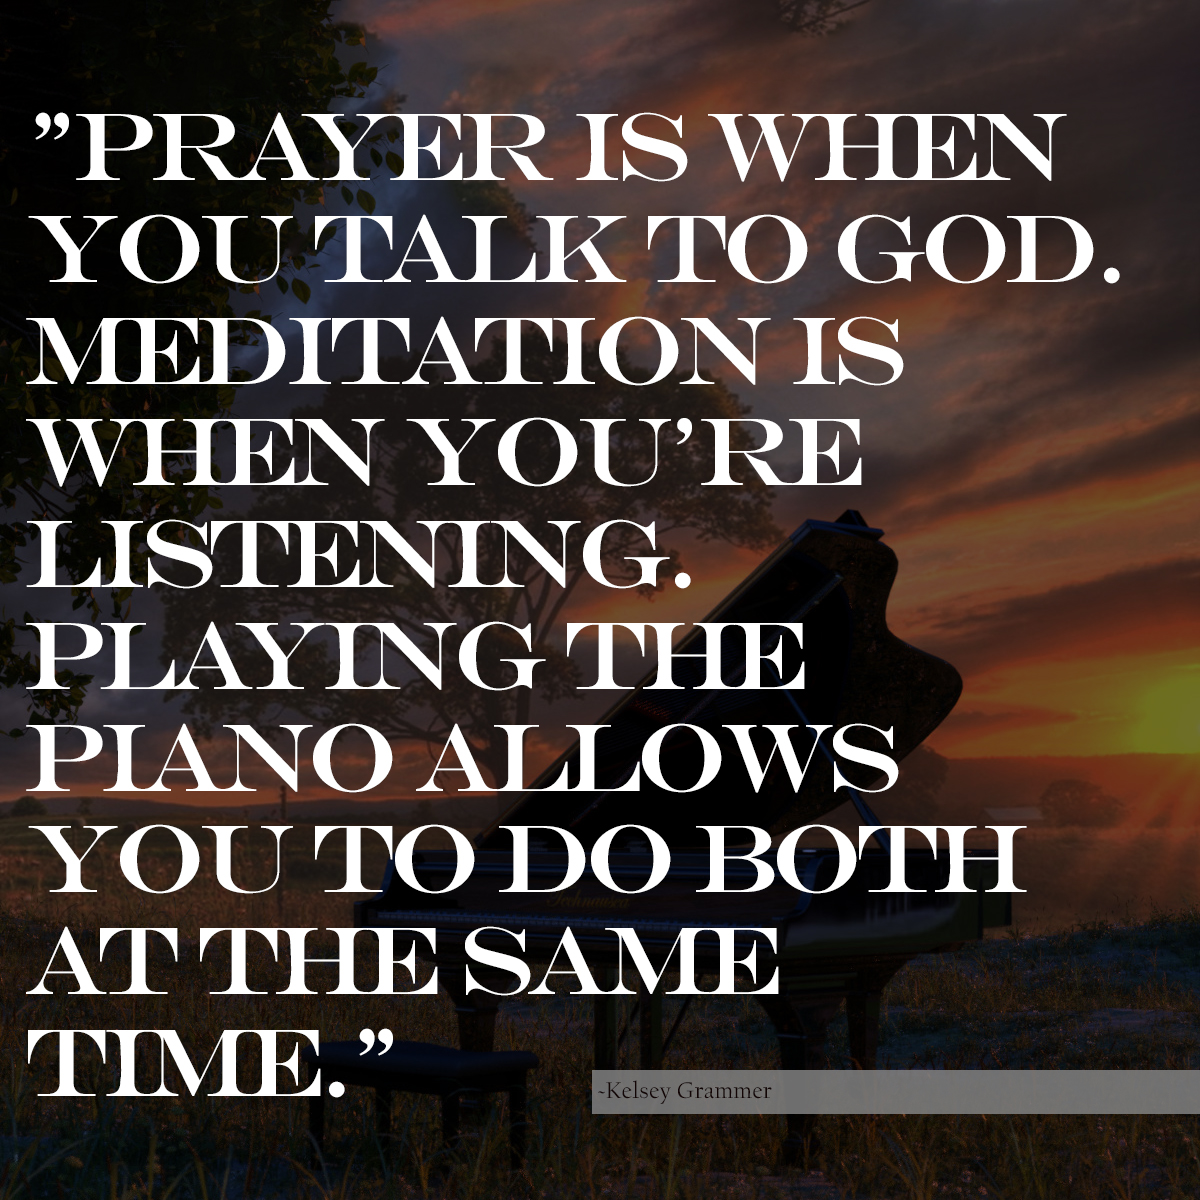 ”PRAYER IS WHEN
YOU TALK TO GOD.
MEDITATION IS
WHEN YOU’RE
LISTENING.
PLAYING THE
PIANO ALLOWS
YOU TO DO BOTH
AT THE SAME
TIME.”
-Kelsey Grammer